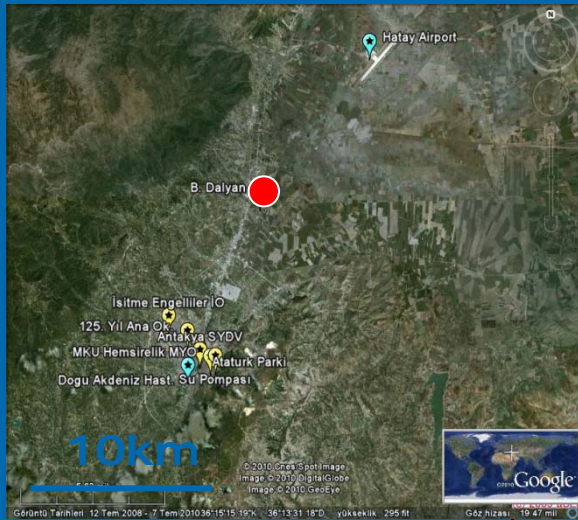 N
Hatay Airport
B. Dalyan
İsitme Engelliler İO
125. Yıl Ana Ok.
Antakya SYDV
MKU Hemsirelik MYO
Ataturk Parki
Dogu Akdeniz Hast. Su Pompası
10km
© 2010 Cnes/Spot Image
Image © 2010 DigitalGlobe
Image © 2010 GeoEye
©2010 Google
Görüntü Tarihleri: 12 Tem 2008 - 7 Tem 2010 36°15'15.19"K 36°13'31.18"D yükseklik 295 fit Göz hizası. 19.47 mil